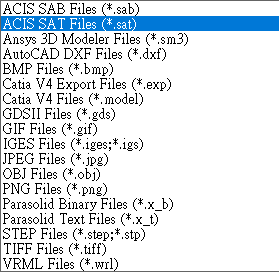 ACIS SAB Files (*.sab)
ACIS SAT Files (*.sat)
Ansys 3D Modeler Files (*.sm3)
AutoCAD DXF Files (*.dxf)
BMP Files (*.bmp)
Catia V4 Export Files (*.exp)
Catia V4 Files (*.model)
GDSII Files (*.gds)
GIF Files (*.gif)
IGES Files (*.iges;*.igs)
JPEG Files (*.jpg)
OBJ Files (*.obj)
PNG Files (*.png)
Parasolid Binary Files (*.x_b)
Parasolid Text Files (*.x_t)
STEP Files (*.step;*.stp)
TIFF Files (*.tiff)
VRML Files (*.wrl)